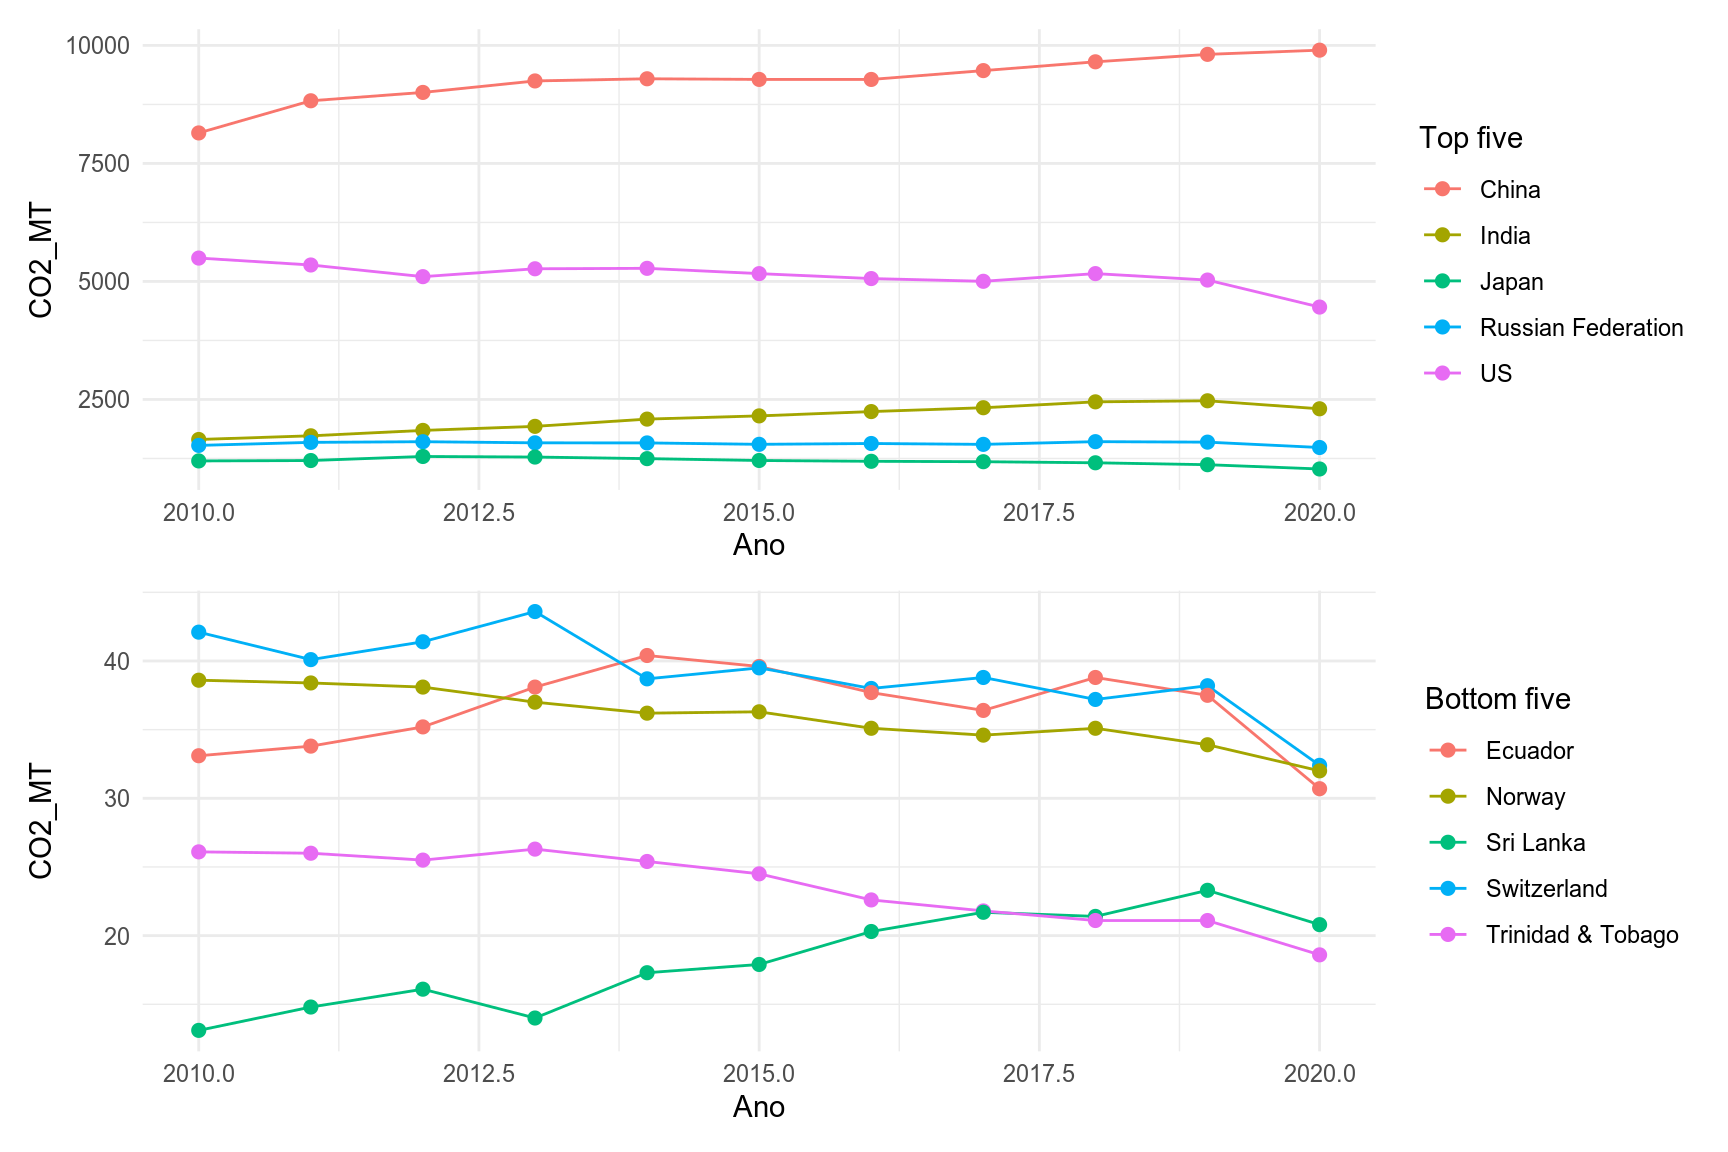 10000
7500
5000
2500
CO2_MT
2010.0 2012.5 2015.0 2017.5 2020.0
Ano
Top five
China
India
Japan
Russian Federation
US
40
30
20
CO2_MT
2010.0 2012.5 2015.0 2017.5 2020.0
Ano
Bottom five
Ecuador
Norway
Sri Lanka
Switzerland
Trinidad & Tobago